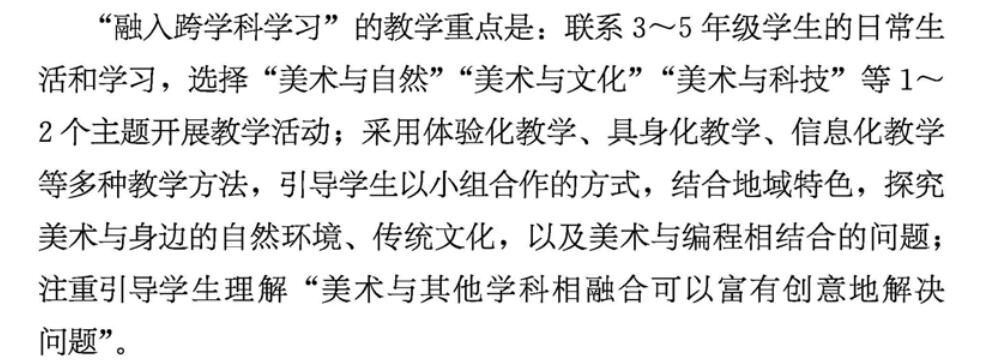 “融入跨学科学习”的教学重点是：联系 3～5 年级学生的日常生
活和学习，选择“美术与自然”“美术与文化”“美术与科技”等 1～
2 个主题开展教学活动；采用体验化教学、具身化教学、信息化教学
等多种教学方法，引导学生以小组合作的方式，结合地域特色，探究
美术与身边的自然环境、传统文化，以及美术与编程相结合的问题；
注重引导学生理解“美术与其他学科相融合可以富有创意地解决
问题”。